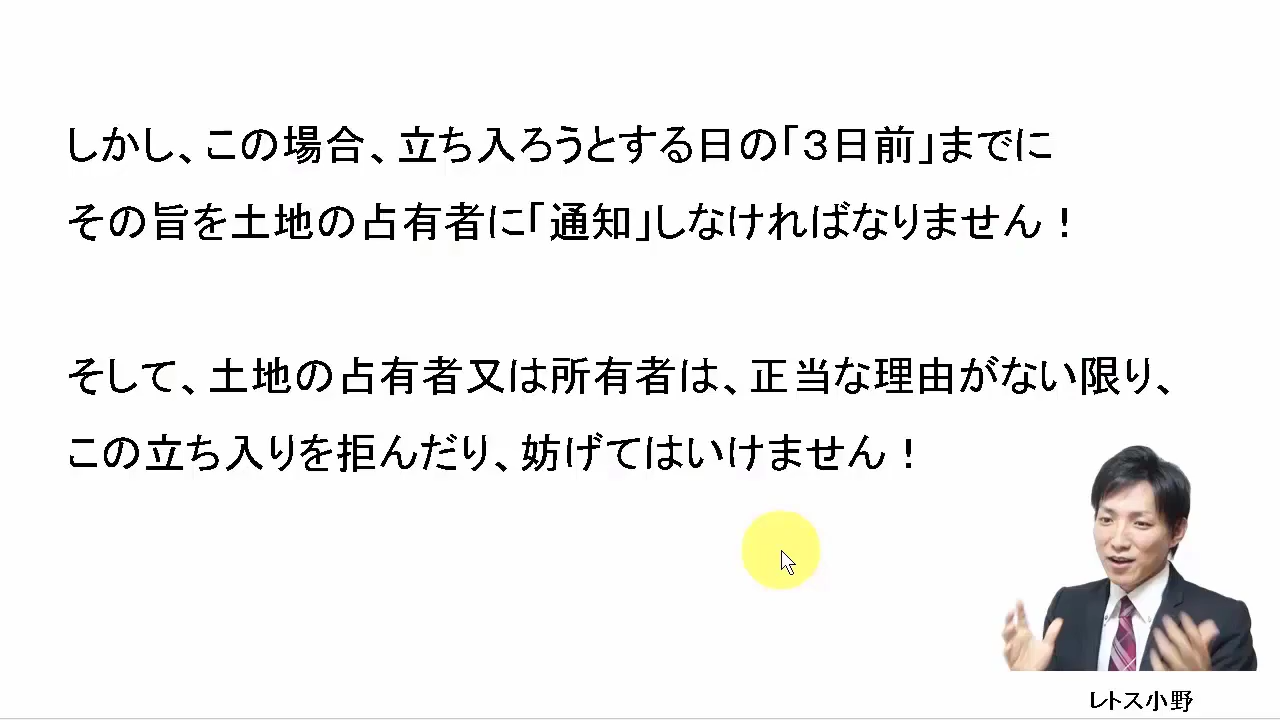 しかし、この場合、立ち入ろうとする日の「３日前」までに
その旨を土地の占有者に「通知」しなければなりません！
そして、土地の占有者又は所有者は、正当な理由がない限り、
この立ち入りを拒んだり、妨げてはいけません！
レトス小野